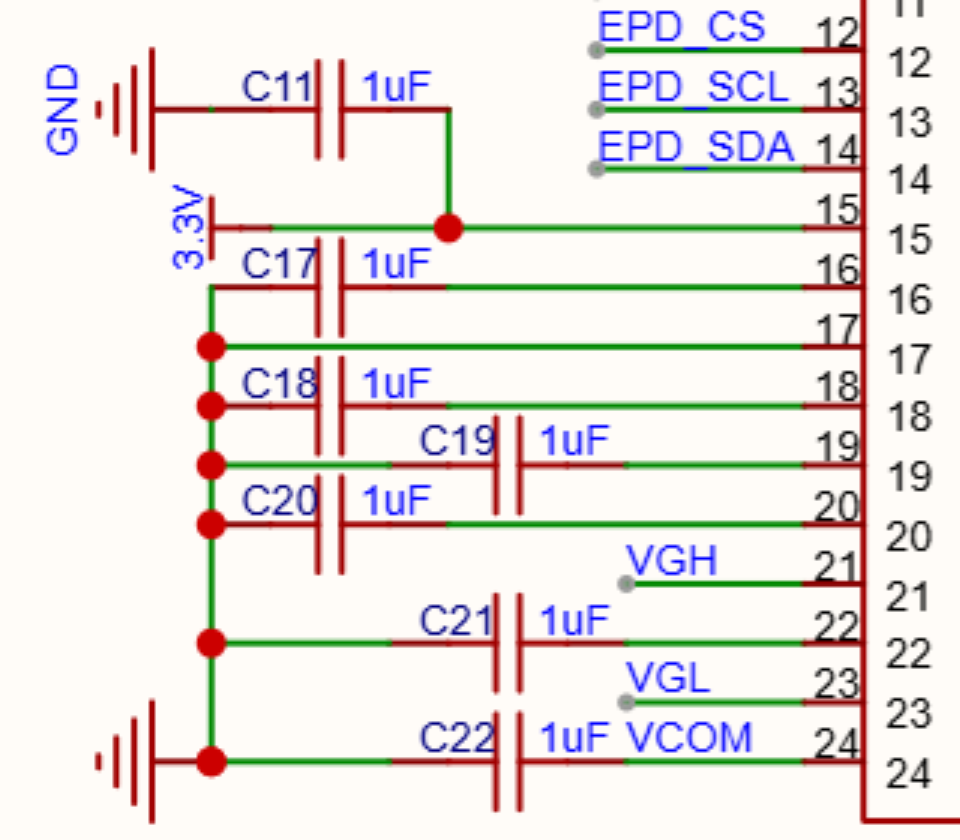 11
EPD_CS 12
12
GND C11 1uF EPD_SCL 13
13
EPD_SDA 14
14
3.3V 15
15
C17 1uF 16
16
17
17
C18 1uF 18
18
C19 1uF 19
19
C20 1uF 20
20
VGH 21
21
C21 1uF 22
22
VGL 23
23
C22 1uF VCOM 24
24